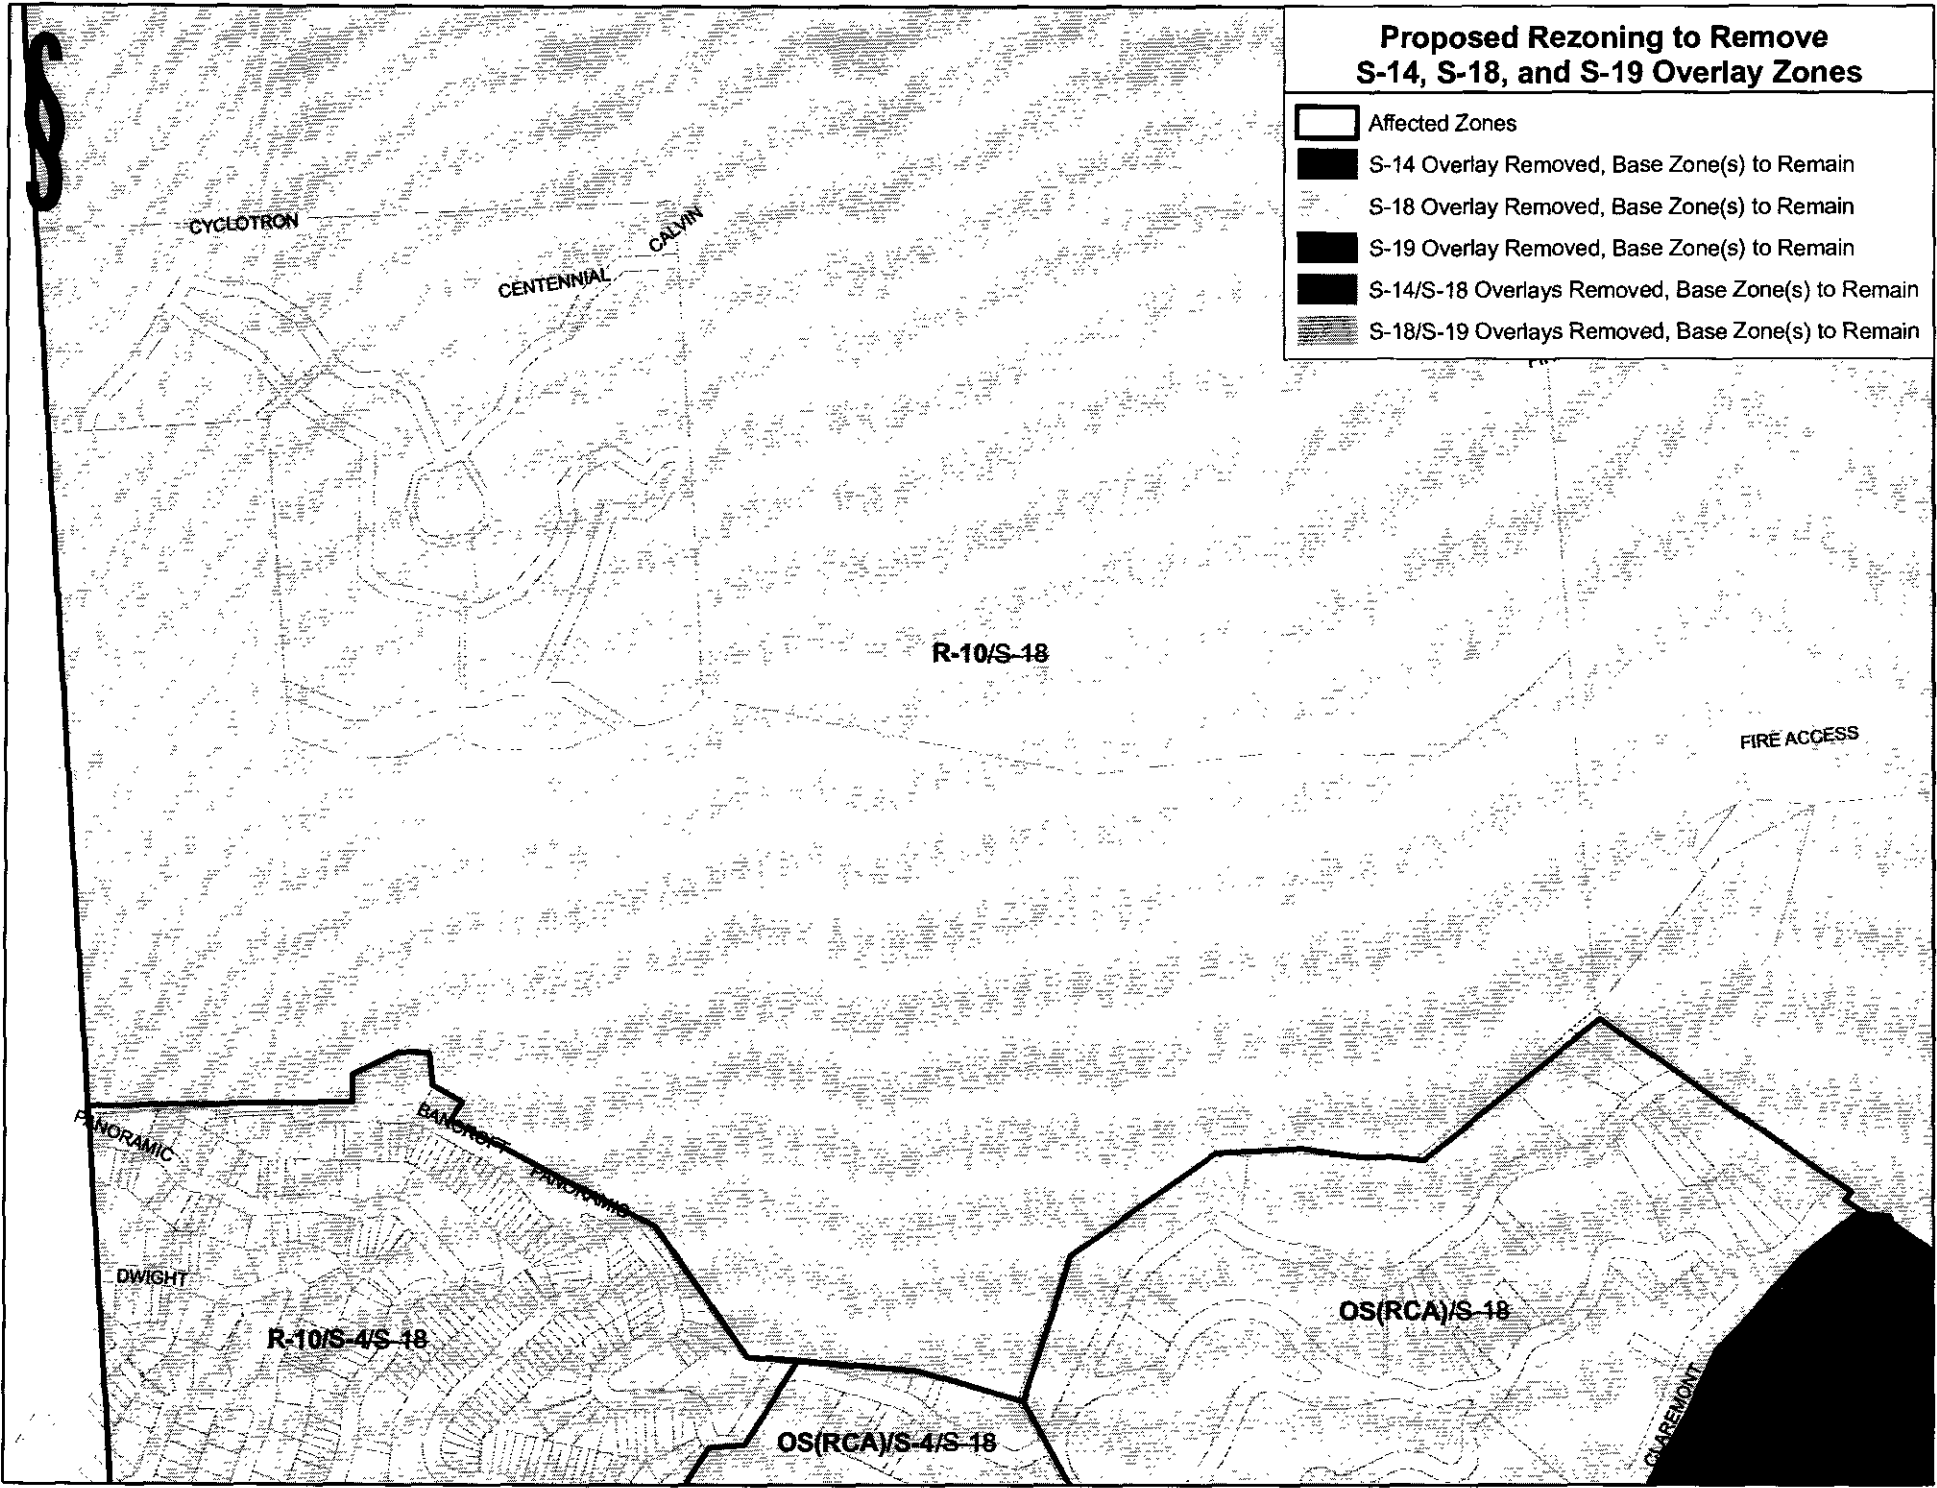 Proposed Rezoning to Remove
S-14, S-18, and S-19 Overlay Zones
Affected Zones
S-14 Overlay Removed, Base Zone(s) to Remain
S-18 Overlay Removed, Base Zone(s) to Remain
S-19 Overlay Removed, Base Zone(s) to Remain
S-14/S-18 Overlays Removed, Base Zone(s) to Remain
S-18/S-19 Overlays Removed, Base Zone(s) to Remain
CYCLOTRON
CALVIN
CENTENNIAL
R-10/S-18
FIRE ACCESS
PANORAMIC
BANCROFT
PANORAMIC
DWIGHT
R-10/S-4/S-18
OS(RCA)/S-18
CLAREMONT
OS(RCA)/S-4/S-18